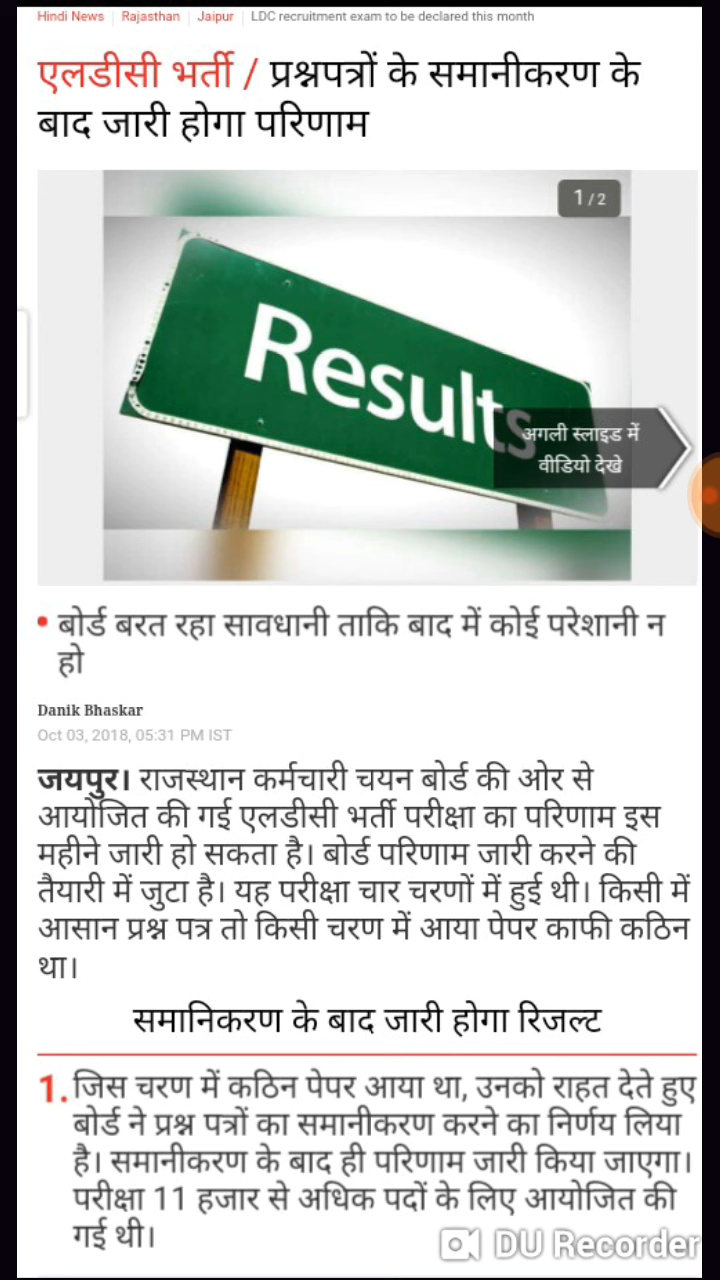 Hindi News | Rajasthan | Jaipur | LDC recruitment exam to be declared this month
एलडीसी भर्ती / प्रश्नपत्रों के समानीकरण के
बाद जारी होगा परिणाम
1/2
Results
अगली स्लाइड में
वीडियो देखे
• बोर्ड बरत रहा सावधानी ताकि बाद में कोई परेशानी न
हो
Danik Bhaskar
Oct 03, 2018, 05:31 PM IST
जयपुर। राजस्थान कर्मचारी चयन बोर्ड की ओर से
आयोजित की गई एलडीसी भर्ती परीक्षा का परिणाम इस
महीने जारी हो सकता है। बोर्ड परिणाम जारी करने की
तैयारी में जुटा है। यह परीक्षा चार चरणों में हुई थी। किसी में
आसान प्रश्न पत्र तो किसी चरण में आया पेपर काफी कठिन
था।
समानिकरण के बाद जारी होगा रिजल्ट
1. जिस चरण में कठिन पेपर आया था, उनको राहत देते हुए
बोर्ड ने प्रश्न पत्रों का समानीकरण करने का निर्णय लिया
है। समानीकरण के बाद ही परिणाम जारी किया जाएगा।
परीक्षा 11 हजार से अधिक पदों के लिए आयोजित की
गई थी।
DU Recorder